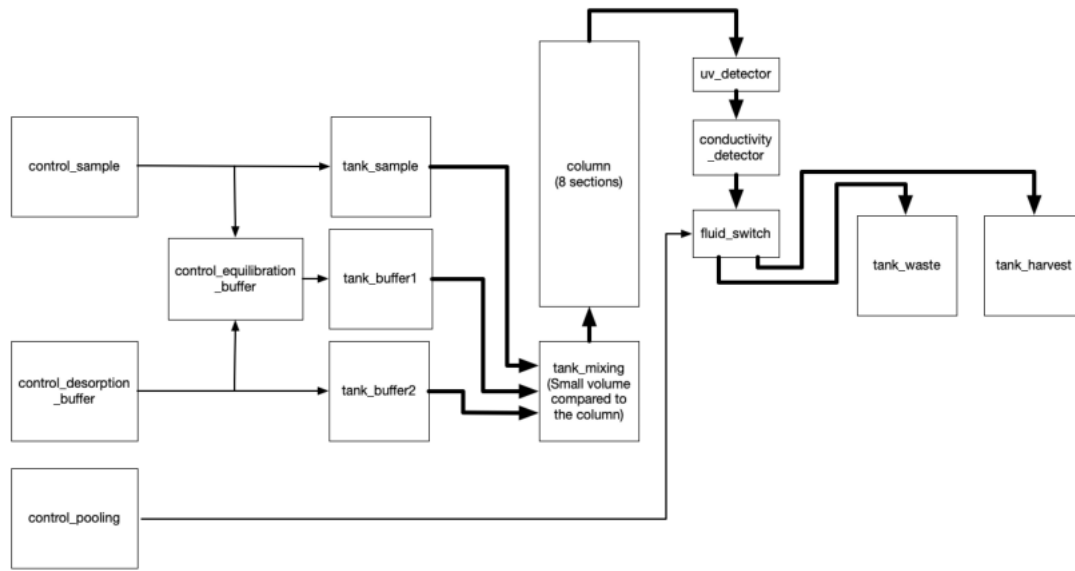 uv_detector
conductivity
_detector
control_sample
tank_sample
column
(8 sections)
fluid_switch
tank_waste
tank_harvest
control_equilibration
_buffer
tank_buffer1
control_desorption
_buffer
tank_buffer2
tank_mixing
(Small volume
compared to
the column)
control_pooling